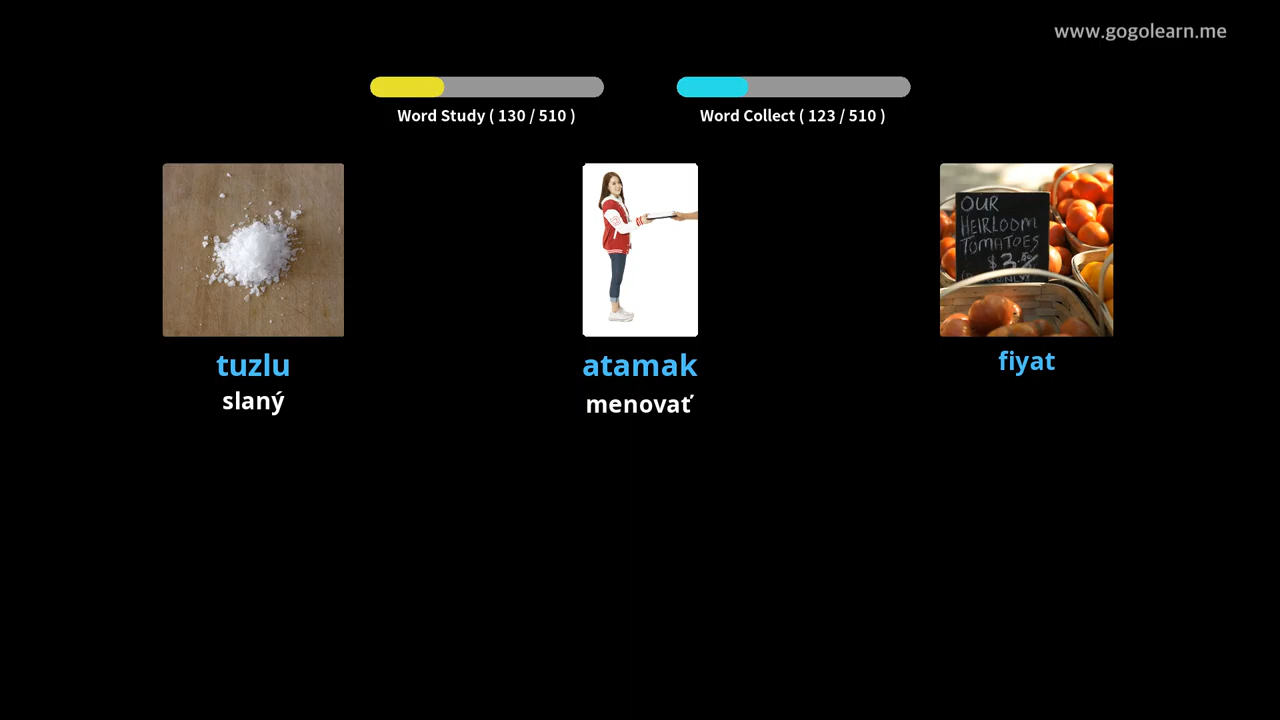 www.gogolearn.me
Word Study ( 130 / 510 )
Word Collect ( 123 / 510 )
OUR
HEIRLOOM
TOMATOES
tuzlu
slaný
atamak
menovať
fiyat